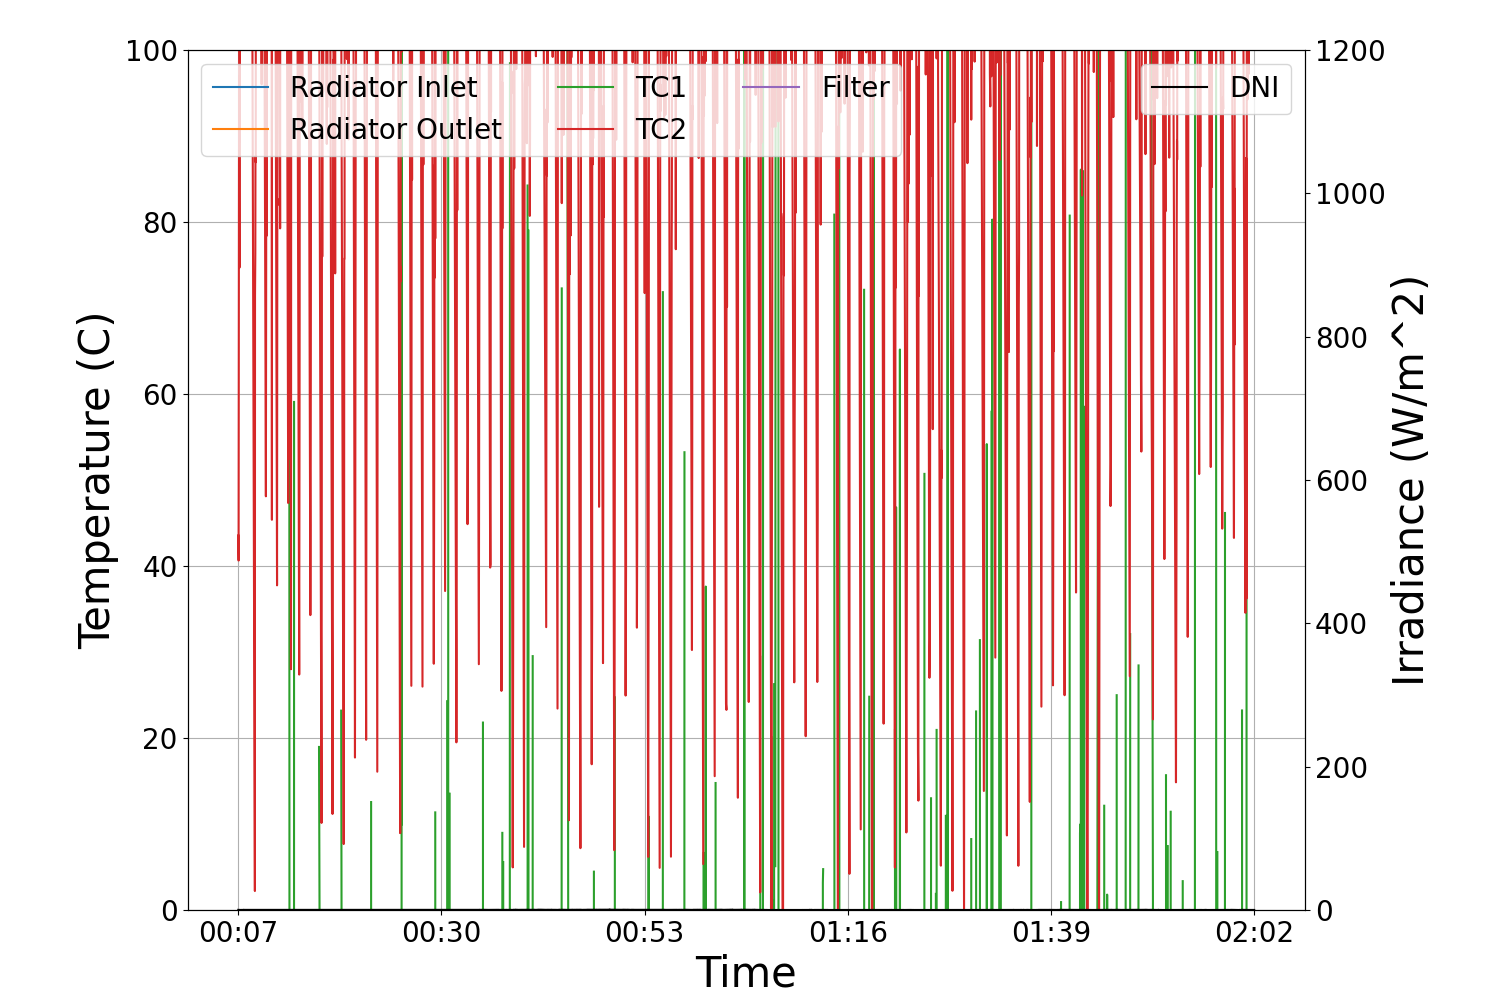 100
80
60
40
20
0
Temperature (C)
Radiator Inlet
Radiator Outlet
TC1
TC2
Filter
DNI
1200
1000
800
600
400
200
0
Irradiance (W/m^2)
00:07
00:30
00:53
01:16
01:39
02:02
Time